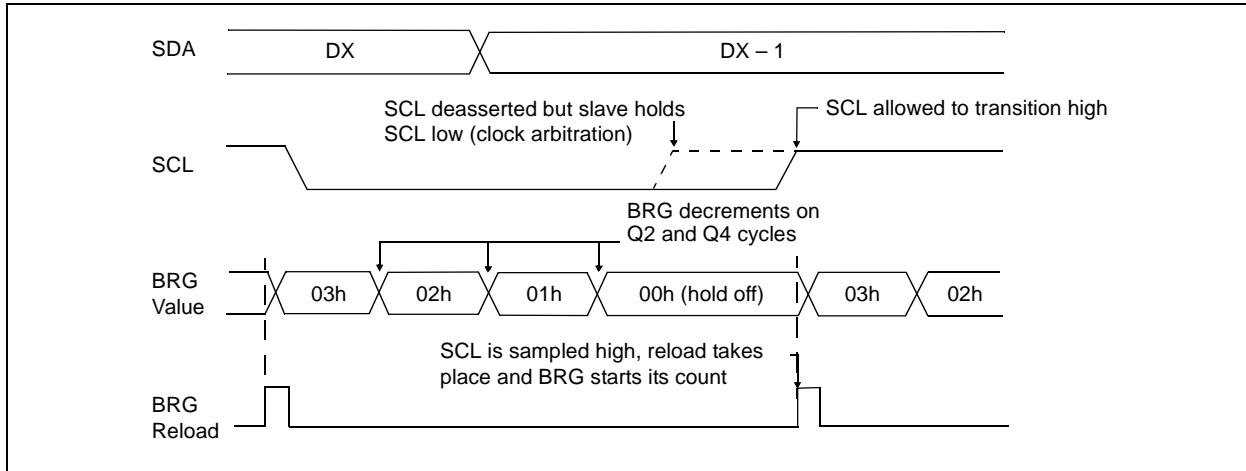 SDA
DX
DX – 1
SCL deasserted but slave holds
SCL low (clock arbitration)
SCL allowed to transition high
SCL
BRG decrements on
Q2 and Q4 cycles
BRG
Value
03h
02h
01h
00h (hold off)
03h
02h
SCL is sampled high, reload takes
place and BRG starts its count
BRG
Reload